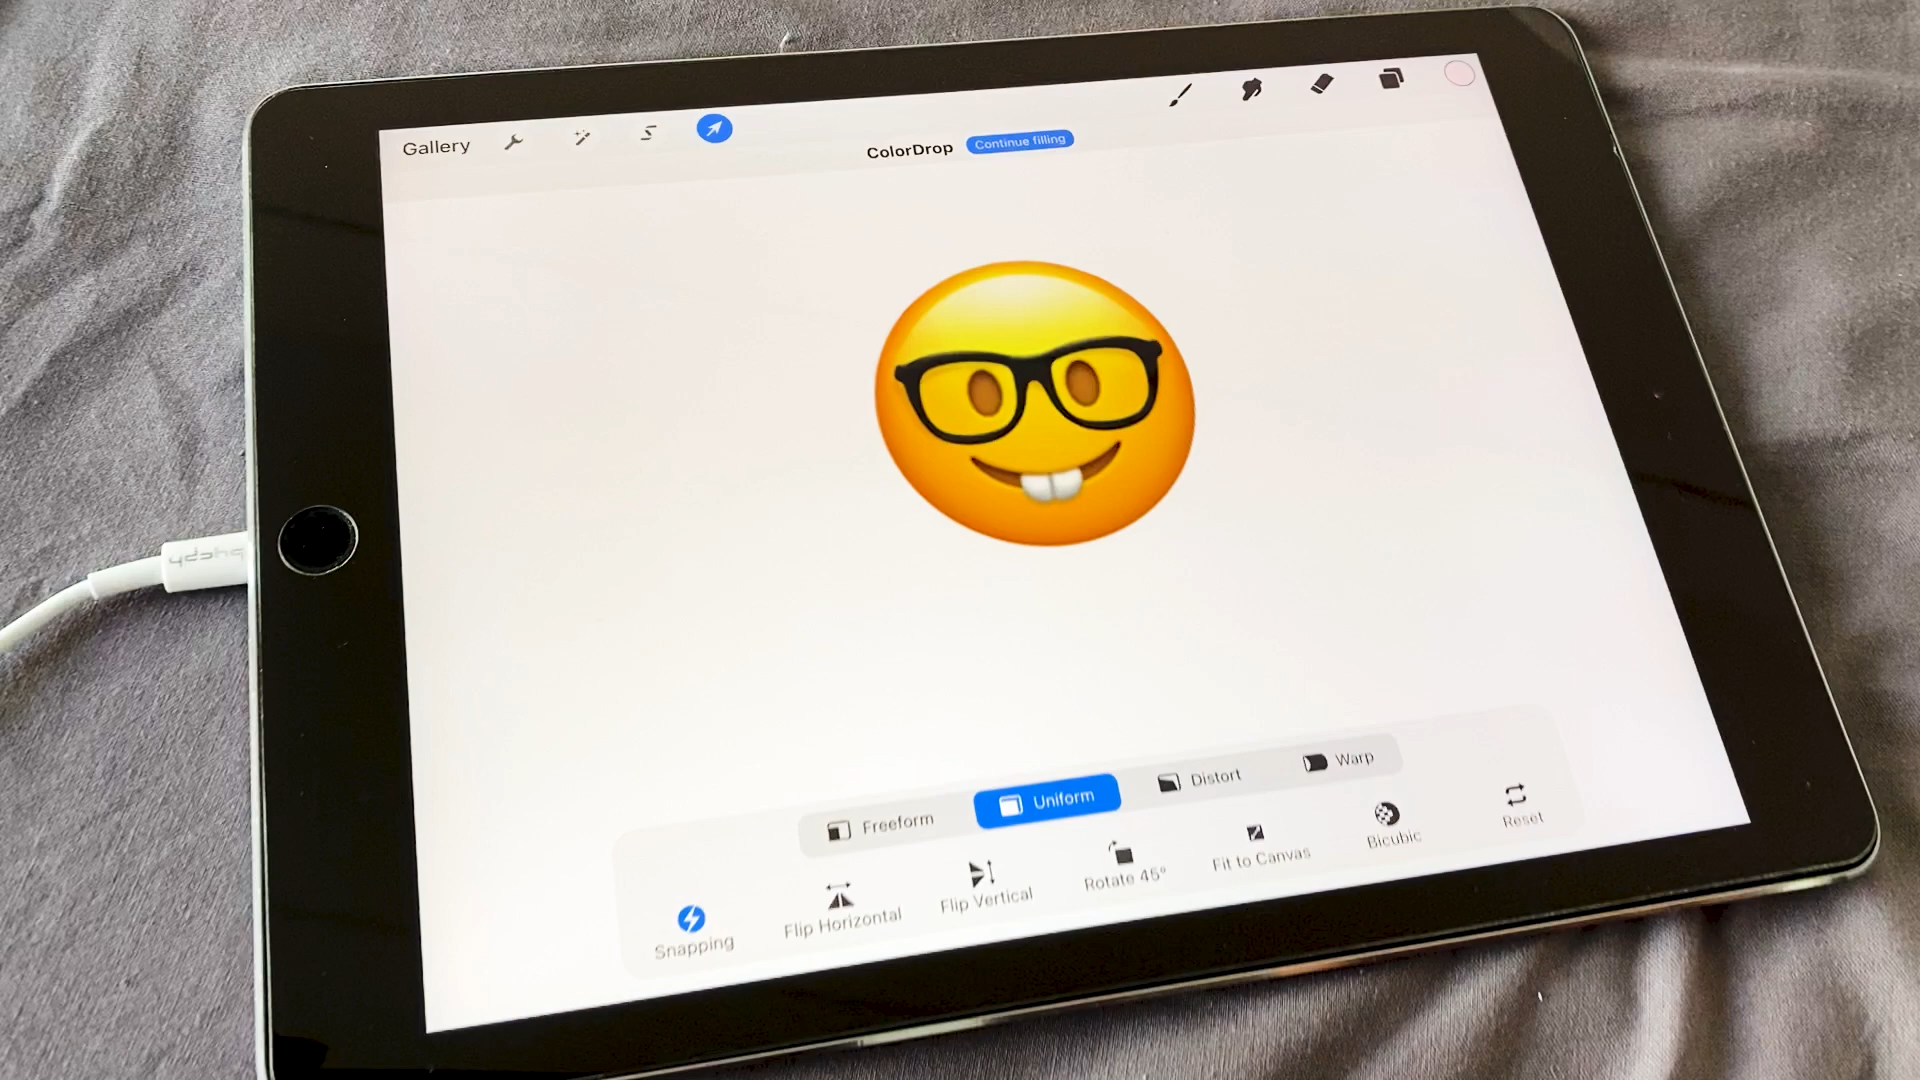 Gallery
ColorDrop Continue filling
Freeform Uniform Distort Warp
Snapping Flip Horizontal Flip Vertical Rotate 45° Fit to Canvas Bicubic Reset